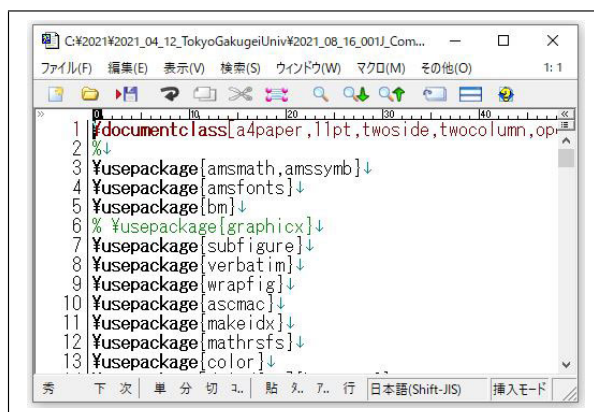 C:¥2021¥2021_04_12_TokyoGakugeiUniv¥2021_08_16_001J_Com...
ファイル(F) 編集(E) 表示(V) 検索(S) ウィンドウ(W) マクロ(M) その他(O) 1: 1
0 10 20 30 40
1 ¥documentclass[a4paper,11pt,twoside,twocolumn,ope
2 %↓
3 ¥usepackage{amsmath,amssymb}↓
4 ¥usepackage{amsfonts}↓
5 ¥usepackage{bm}↓
6 % ¥usepackage{graphicx}↓
7 ¥usepackage{subfigure}↓
8 ¥usepackage{verbatim}↓
9 ¥usepackage{wrapfig}↓
10 ¥usepackage{ascmac}↓
11 ¥usepackage{makeidx}↓
12 ¥usepackage{mathrsfs}↓
13 ¥usepackage{color}↓
秀 下 次 単 分 切 コ.. 貼 タ.. ア.. 行 日本語(Shift-JIS) 挿入モード